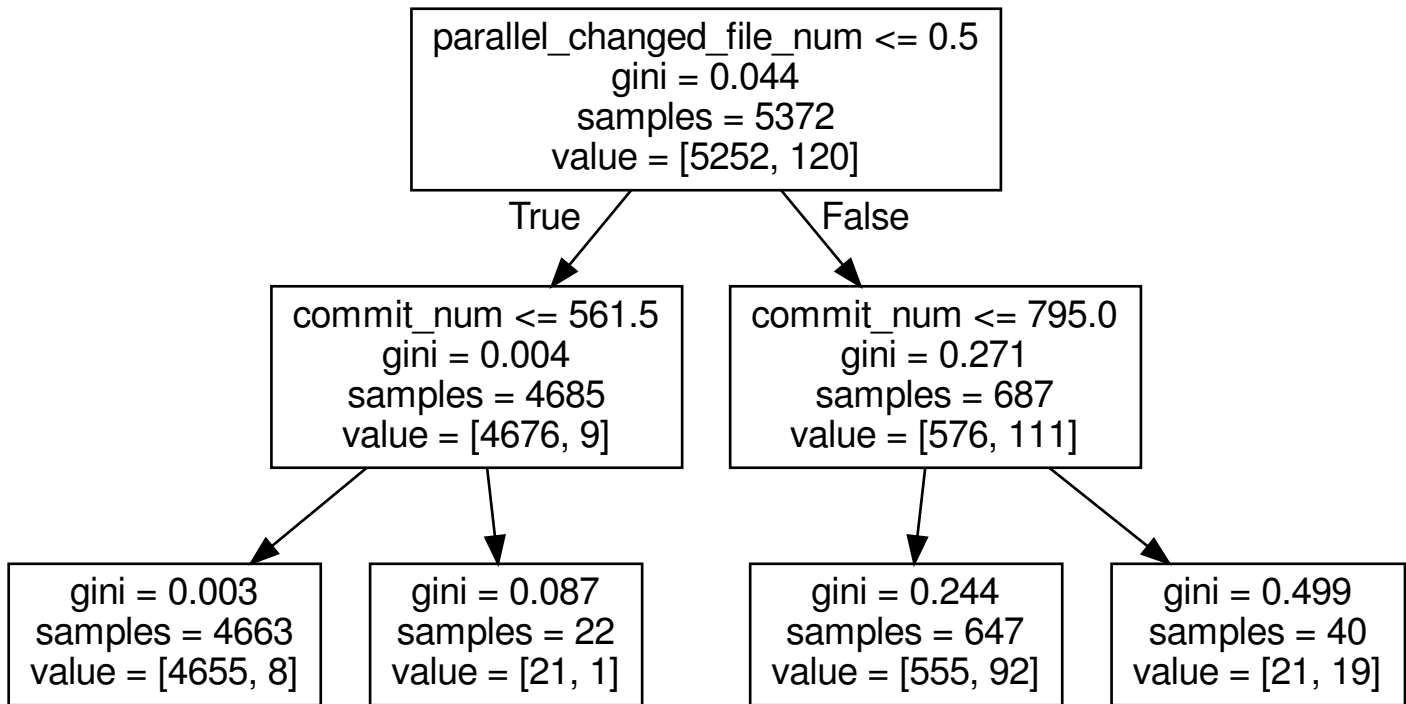 parallel_changed_file_num <= 0.5
gini = 0.044
samples = 5372
value = [5252, 120]
True
False
commit_num <= 561.5
gini = 0.004
samples = 4685
value = [4676, 9]
commit_num <= 795.0
gini = 0.271
samples = 687
value = [576, 111]
gini = 0.003
samples = 4663
value = [4655, 8]
gini = 0.087
samples = 22
value = [21, 1]
gini = 0.244
samples = 647
value = [555, 92]
gini = 0.499
samples = 40
value = [21, 19]